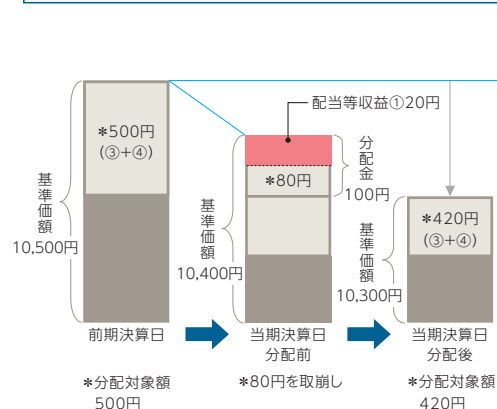 *500円
(③+④)
基準価額
10,500円
前期決算日
*分配対象額
500円
配当等収益①20円
*80円
分配金
100円
基準価額
10,400円
当期決算日
分配前
*80円を取崩し
*420円
(③+④)
基準価額
10,300円
当期決算日
分配後
*分配対象額
420円